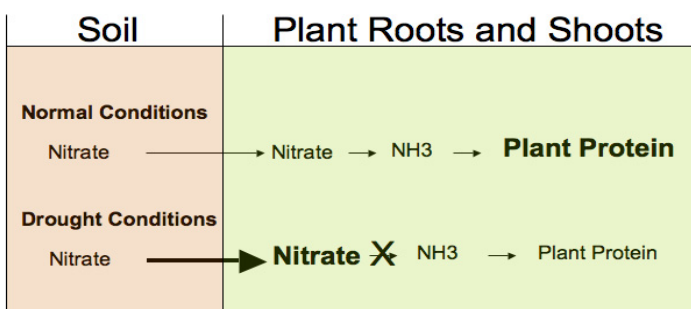 Soil Plant Roots and Shoots
Normal Conditions
Nitrate Nitrate NH3 Plant Protein
Drought Conditions
Nitrate Nitrate X NH3 Plant Protein